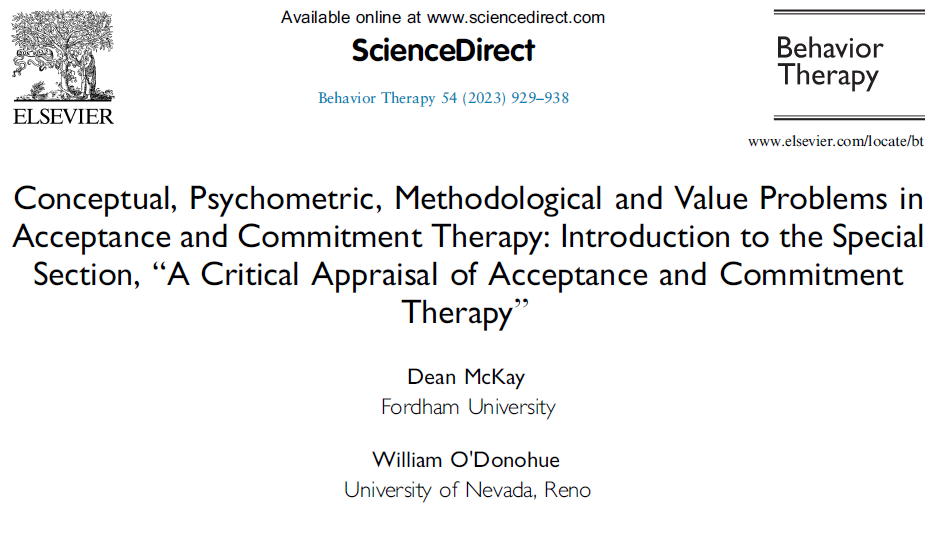 Available online at www.sciencedirect.com
ScienceDirect
ELSEVIER
Behavior Therapy 54 (2023) 929–938
Behavior
Therapy
www.elsevier.com/locate/bt
Conceptual, Psychometric, Methodological and Value Problems in
Acceptance and Commitment Therapy: Introduction to the Special
Section, “A Critical Appraisal of Acceptance and Commitment
Therapy”
Dean McKay
Fordham University
William O'Donohue
University of Nevada, Reno